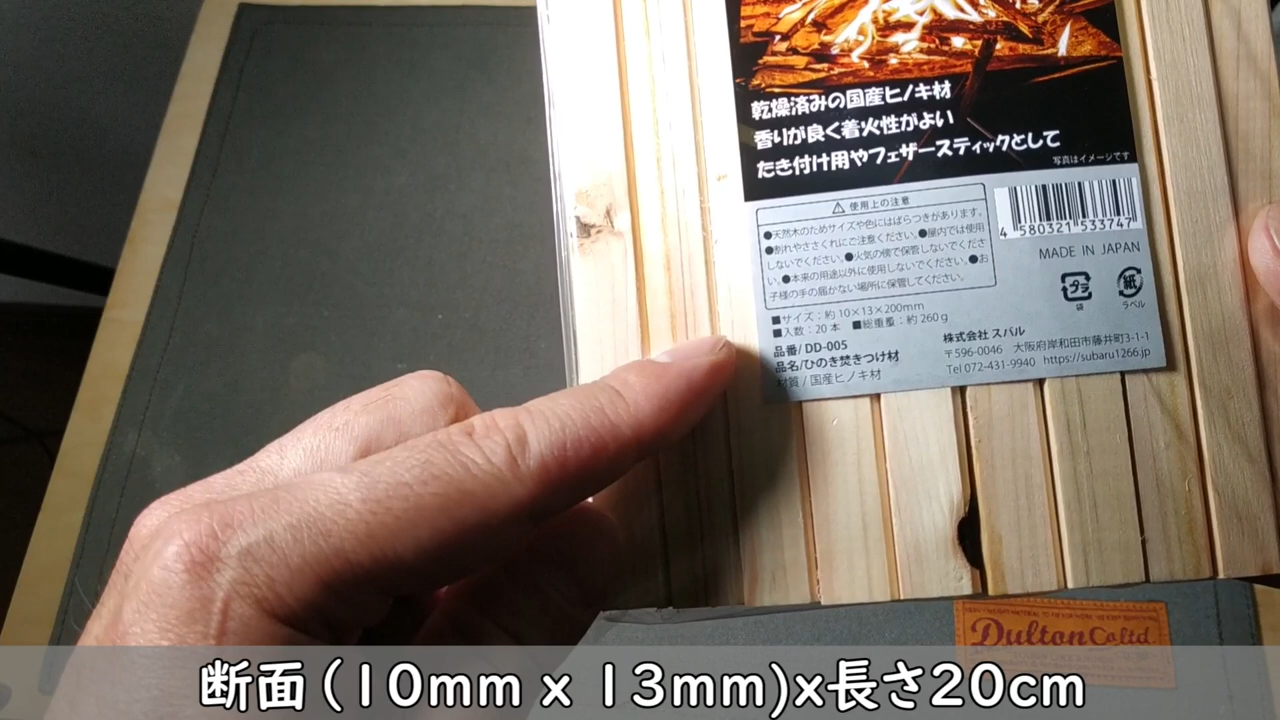 乾燥済みの国産ヒノキ材
香りが良く着火性がよい
たき付け用やフェザースティックとして
写真はイメージです
⚠ 使用上の注意
●天然木のためサイズや色にはばらつきがあります。
●割れやささくれにご注意ください。●屋内では使用
しないでください。●火気の傍で保管しないでくださ
い。●本来の用途以外に使用しないでください。●お
子様の手の届かない場所に保管してください。
4 580321 533747
MADE IN JAPAN
プラ
袋
紙
ラベル
■サイズ：約 10×13×200mm
■入数：20 本 ■総重量：約 260g
品番/ DD-005
品名/ひのき焚きつけ材
材質 / 国産ヒノキ材
株式会社 スバル
〒596-0046 大阪府岸和田市藤井町3-1-1
Tel 072-431-9940 https://subaru1266.jp
Dulton Co.,ltd
断面（10mm x 13mm)x長さ20cm